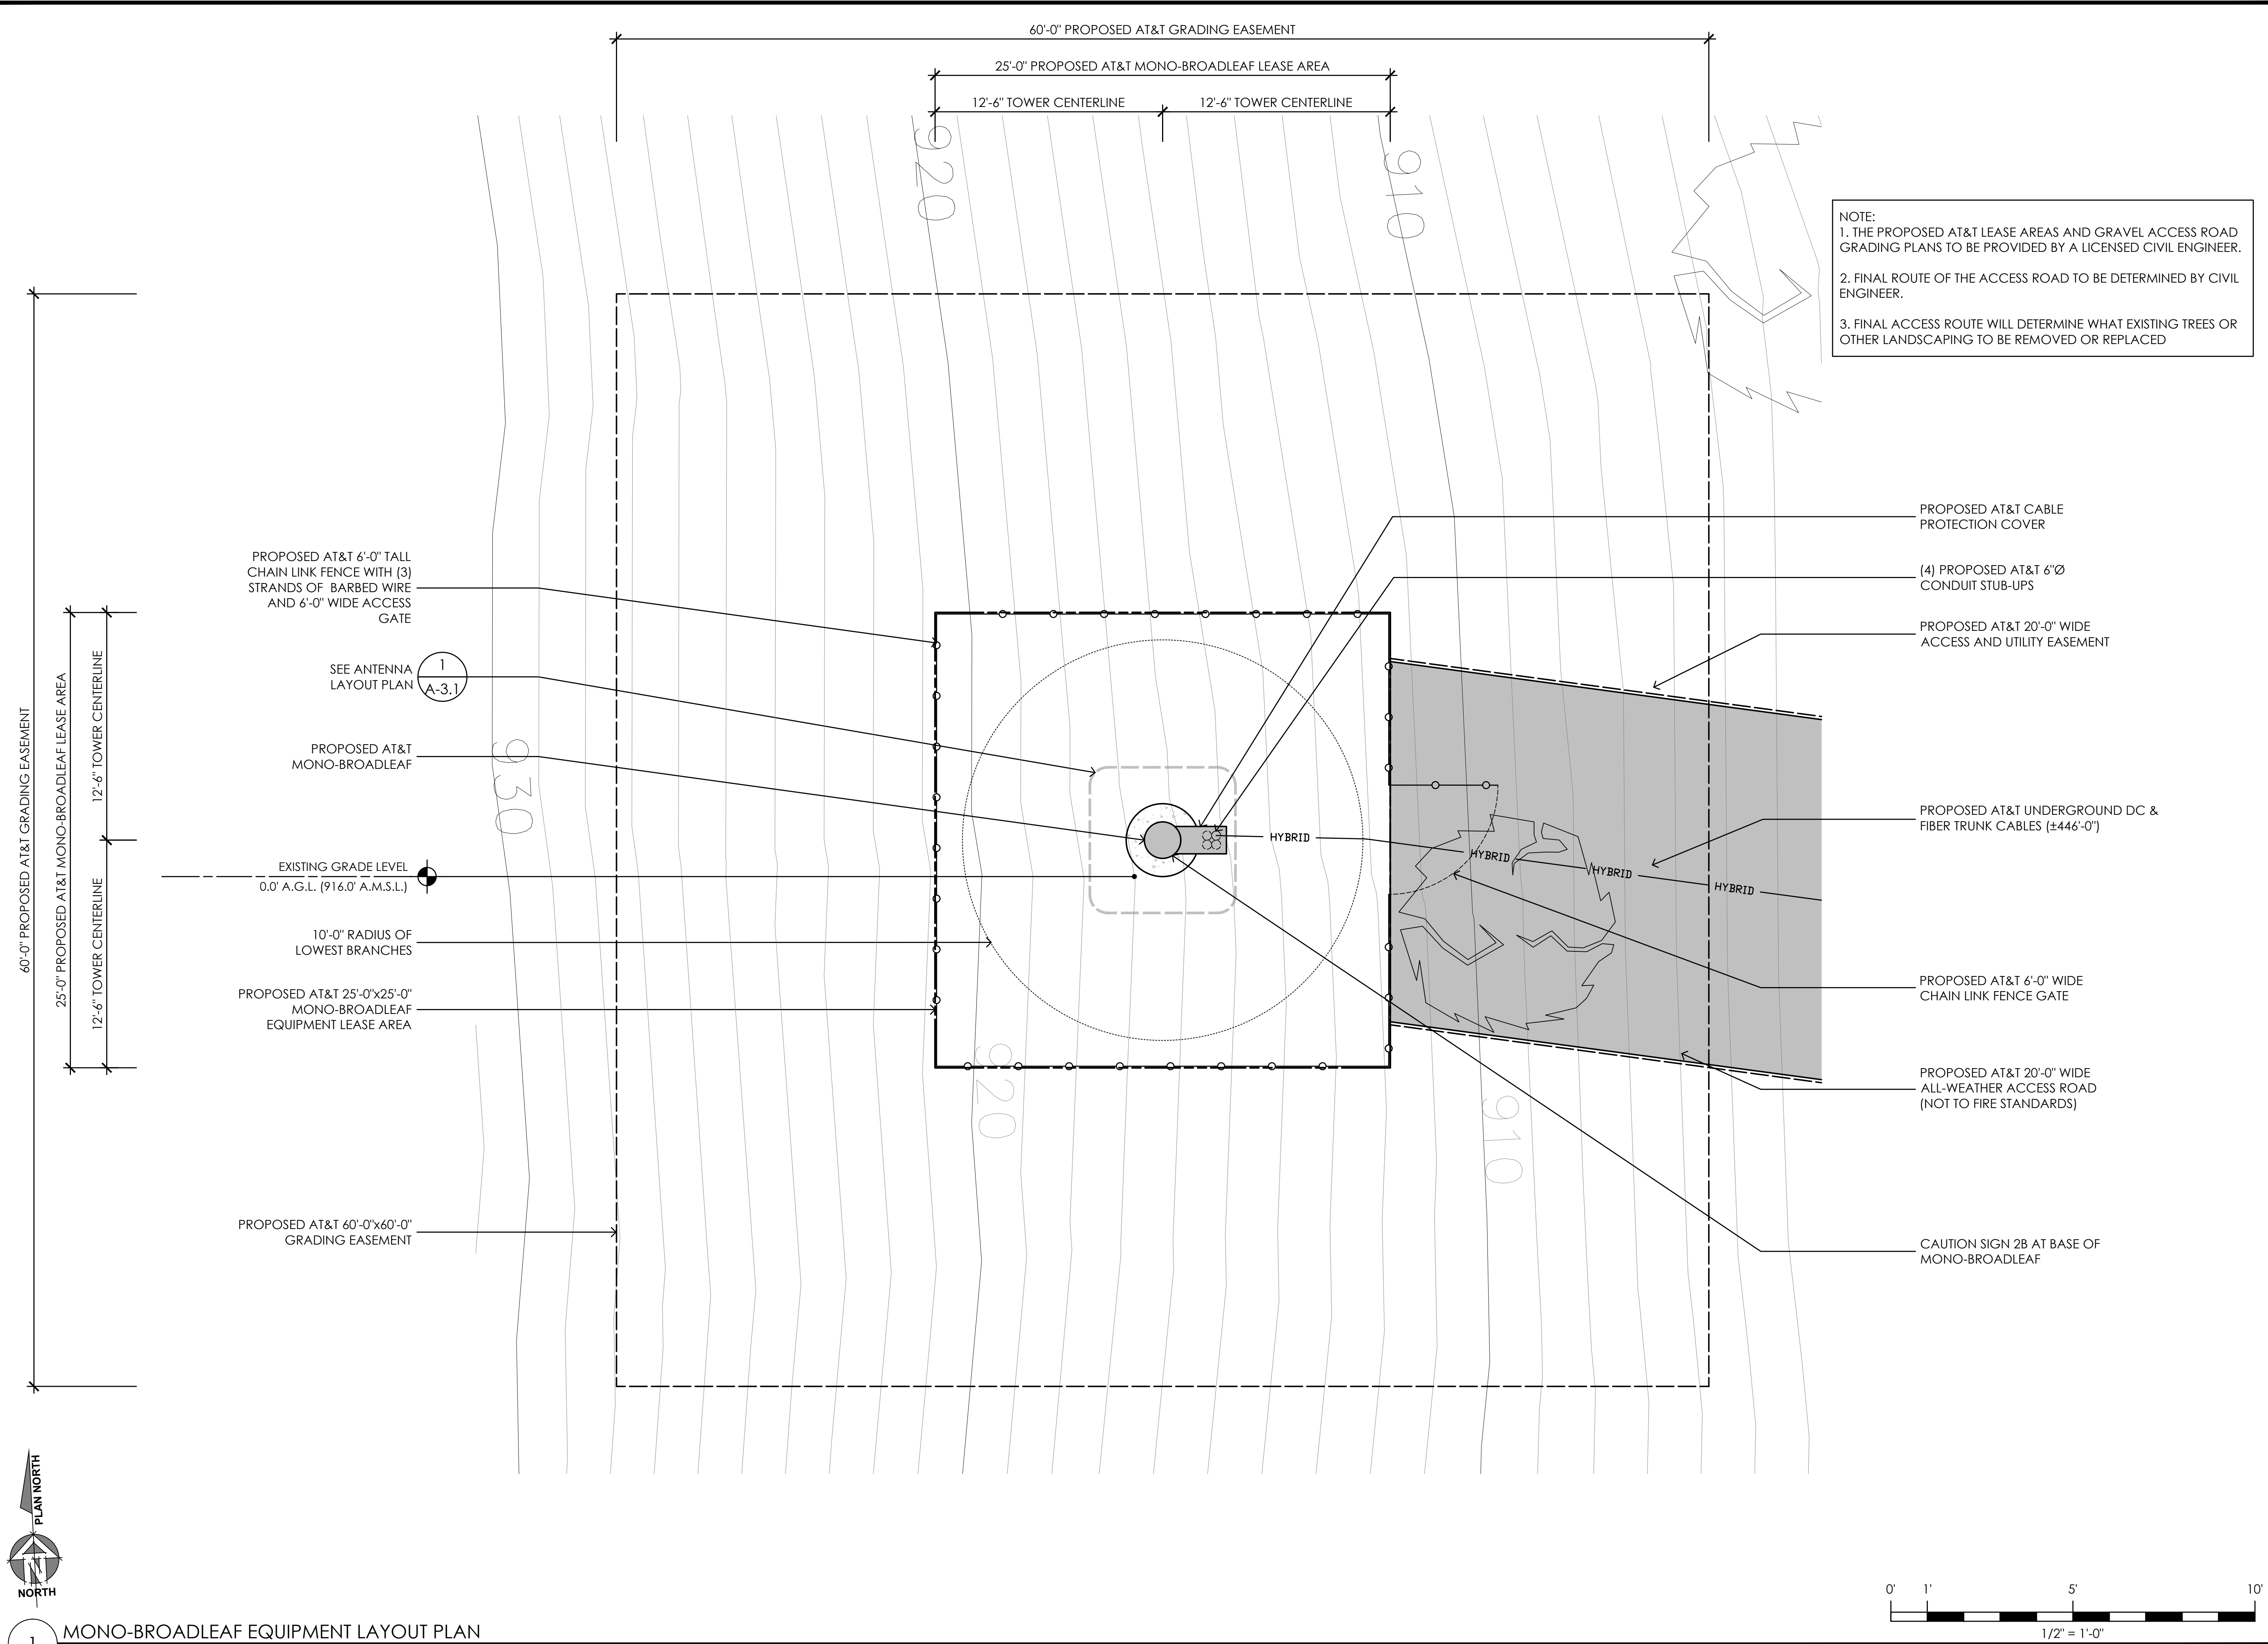 60'-0" PROPOSED AT&T GRADING EASEMENT
25'-0" PROPOSED AT&T MONO-BROADLEAF LEASE AREA
12'-6" TOWER CENTERLINE
12'-6" TOWER CENTERLINE
920
910
NOTE:
1. THE PROPOSED AT&T LEASE AREAS AND GRAVEL ACCESS ROAD
GRADING PLANS TO BE PROVIDED BY A LICENSED CIVIL ENGINEER.
2. FINAL ROUTE OF THE ACCESS ROAD TO BE DETERMINED BY CIVIL
ENGINEER.
3. FINAL ACCESS ROUTE WILL DETERMINE WHAT EXISTING TREES OR
OTHER LANDSCAPING TO BE REMOVED OR REPLACED
60'-0" PROPOSED AT&T GRADING EASEMENT
25'-0" PROPOSED AT&T MONO-BROADLEAF LEASE AREA
12'-6" TOWER CENTERLINE
12'-6" TOWER CENTERLINE
PROPOSED AT&T 6'-0" TALL
CHAIN LINK FENCE WITH (3)
STRANDS OF BARBED WIRE
AND 6'-0" WIDE ACCESS
GATE
SEE ANTENNA
LAYOUT PLAN
1
A-3.1
PROPOSED AT&T
MONO-BROADLEAF
EXISTING GRADE LEVEL
0.0' A.G.L. (916.0' A.M.S.L.)
10'-0" RADIUS OF
LOWEST BRANCHES
PROPOSED AT&T 25'-0"x25'-0"
MONO-BROADLEAF
EQUIPMENT LEASE AREA
PROPOSED AT&T 60'-0"x60'-0"
GRADING EASEMENT
930
920
910
HYBRID
HYBRID
HYBRID
HYBRID
PROPOSED AT&T CABLE
PROTECTION COVER
(4) PROPOSED AT&T 6"Ø
CONDUIT STUB-UPS
PROPOSED AT&T 20'-0" WIDE
ACCESS AND UTILITY EASEMENT
PROPOSED AT&T UNDERGROUND DC &
FIBER TRUNK CABLES (±446'-0")
PROPOSED AT&T 6'-0" WIDE
CHAIN LINK FENCE GATE
PROPOSED AT&T 20'-0" WIDE
ALL-WEATHER ACCESS ROAD
(NOT TO FIRE STANDARDS)
CAUTION SIGN 2B AT BASE OF
MONO-BROADLEAF
PLAN NORTH
N
NORTH
1
MONO-BROADLEAF EQUIPMENT LAYOUT PLAN
0' 1' 5' 10'
1/2" = 1'-0"